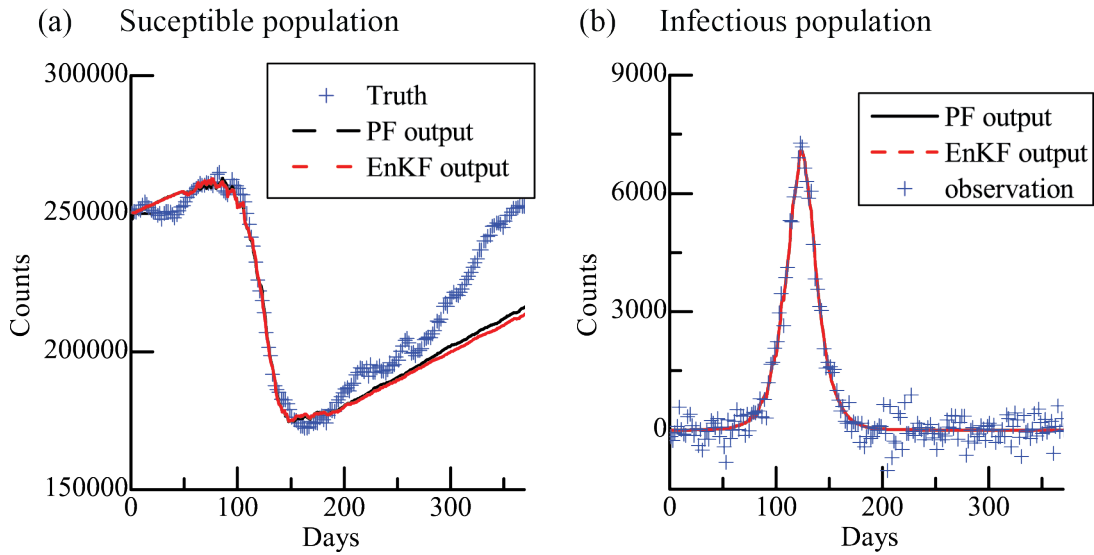 (a) Suceptible population
300000
250000
200000
150000
Counts
0 100 200 300
Days
Truth
PF output
EnKF output
(b) Infectious population
9000
6000
3000
0
Counts
0 100 200 300
Days
PF output
EnKF output
observation